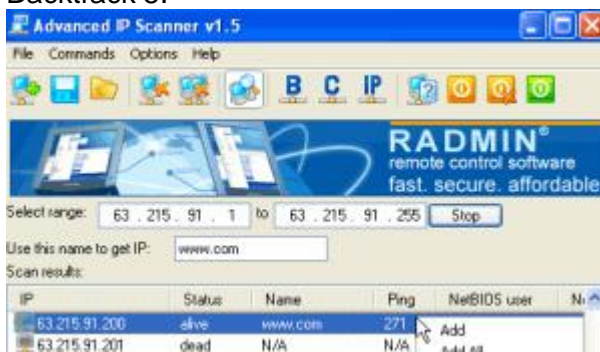 Advanced IP Scanner v1.5
File Commands Options Help
B C IP
RADMIN®
remote control software
fast. secure. affordable
Select range: 63 . 215 . 91 . 1 to 63 . 215 . 91 . 255 Stop
Use this name to get IP: www.com
Scan results:
IP Status Name Ping NetBIOS user
63.215.91.200 alive www.com 271 Add
63.215.91.201 dead N/A N/A Add All